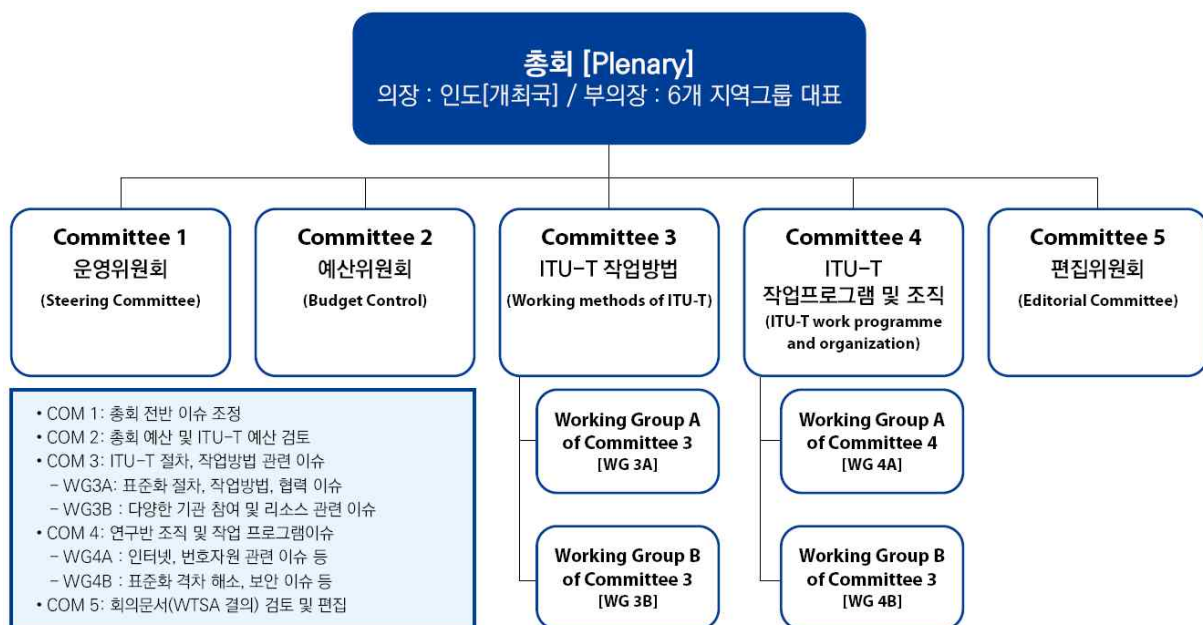 총회 [Plenary]
의장 : 인도[개최국] / 부의장 : 6개 지역그룹 대표
Committee 1
운영위원회
(Steering Committee)
Committee 2
예산위원회
(Budget Control)
Committee 3
ITU-T 작업방법
(Working methods of ITU-T)
Committee 4
ITU-T
작업프로그램 및 조직
(ITU-T work programme
and organization)
Committee 5
편집위원회
(Editorial Committee)
• COM 1: 총회 전반 이슈 조정
• COM 2: 총회 예산 및 ITU-T 예산 검토
• COM 3: ITU-T 절차, 작업방법 관련 이슈
- WG3A: 표준화 절차, 작업방법, 협력 이슈
- WG3B : 다양한 기관 참여 및 리소스 관련 이슈
• COM 4: 연구반 조직 및 작업 프로그램이슈
- WG4A : 인터넷, 번호자원 관련 이슈 등
- WG4B : 표준화 격차 해소, 보안 이슈 등
• COM 5: 회의문서(WTSA 결의) 검토 및 편집
Working Group A
of Committee 3
[WG 3A]
Working Group B
of Committee 3
[WG 3B]
Working Group A
of Committee 4
[WG 4A]
Working Group B
of Committee 3
[WG 4B]